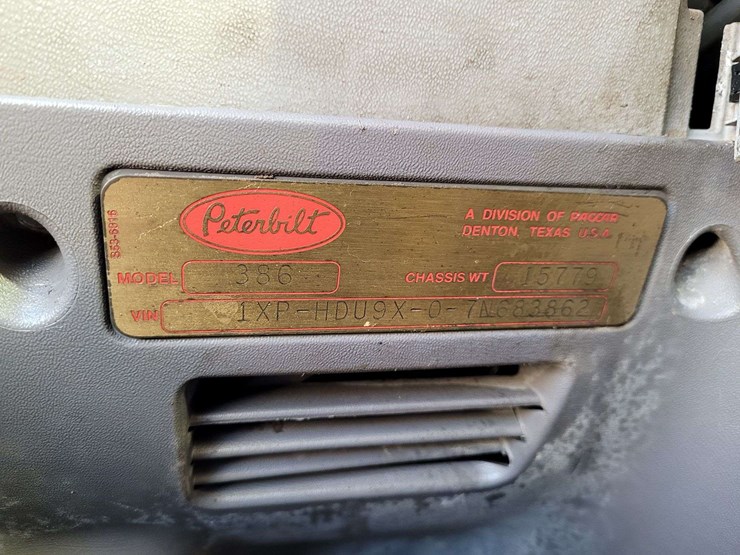 Peterbilt
A DIVISION OF PACCAR
DENTON, TEXAS U.S.A.
MODEL 386 CHASSIS WT 15779
VIN 1XP-HDU9X-0-7N683862